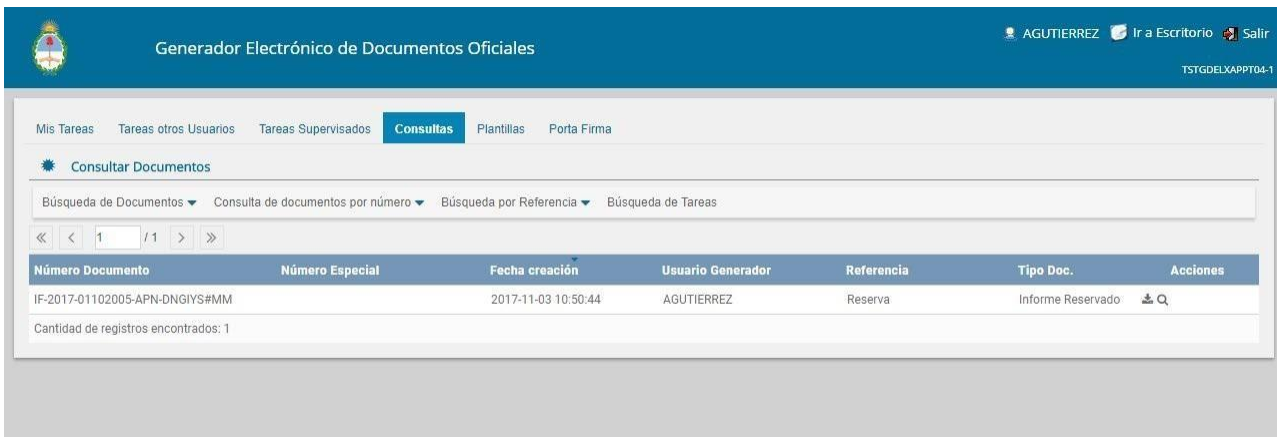 AGUTIERREZ Ir a Escritorio Salir
Generador Electrónico de Documentos Oficiales
TSTGDELXAPPT04-1
Mis Tareas Tareas otros Usuarios Tareas Supervisados Consultas Plantillas Porta Firma
Consultar Documentos
Búsqueda de Documentos Consulta de documentos por número Búsqueda por Referencia Búsqueda de Tareas
1 / 1
Número Documento Número Especial Fecha creación Usuario Generador Referencia Tipo Doc. Acciones
IF-2017-01102005-APN-DNGIYS#MM 2017-11-03 10:50:44 AGUTIERREZ Reserva Informe Reservado
Cantidad de registros encontrados: 1